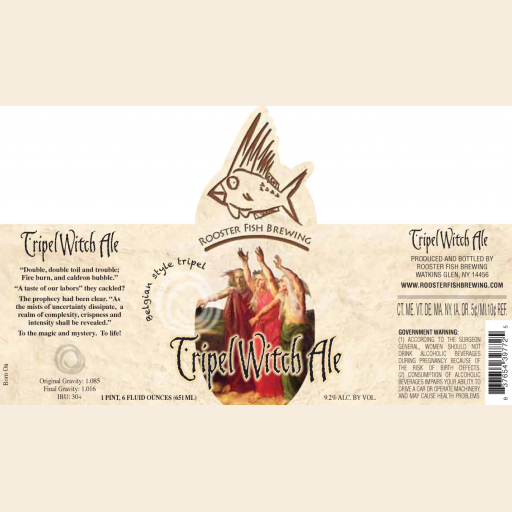 ROOSTER FISH BREWING
Belgian style tripel
Tripel Witch Ale
1 PINT, 6 FLUID OUNCES (651 ML)
9.2% ALC. BY VOL.
Tripel Witch Ale
“Double, double toil and trouble;
Fire burn, and caldron bubble.”
“A taste of our labors” they cackled?
The prophecy had been clear. “As
the mists of uncertainty dissipate, a
realm of complexity, crispness and
intensity shall be revealed.”
To the magic and mystery. To life!
Born On
Original Gravity: 1.085
Final Gravity: 1.016
IBU: 30+
Tripel Witch Ale
PRODUCED AND BOTTLED BY
ROOSTER FISH BREWING
WATKINS GLEN, NY 14456
WWW.ROOSTERFISHBREWING.COM
CT. ME. VT. DE. MA. NY. IA. OR. 5¢/MI.10¢ REF.
GOVERNMENT WARNING:
(1) ACCORDING TO THE SURGEON
GENERAL, WOMEN SHOULD NOT
DRINK ALCOHOLIC BEVERAGES
DURING PREGNANCY BECAUSE OF
THE RISK OF BIRTH DEFECTS.
(2) CONSUMPTION OF ALCOHOLIC
BEVERAGES IMPAIRS YOUR ABILITY TO
DRIVE A CAR OR OPERATE MACHINERY,
AND MAY CAUSE HEALTH PROBLEMS.
8 37654 39772 5